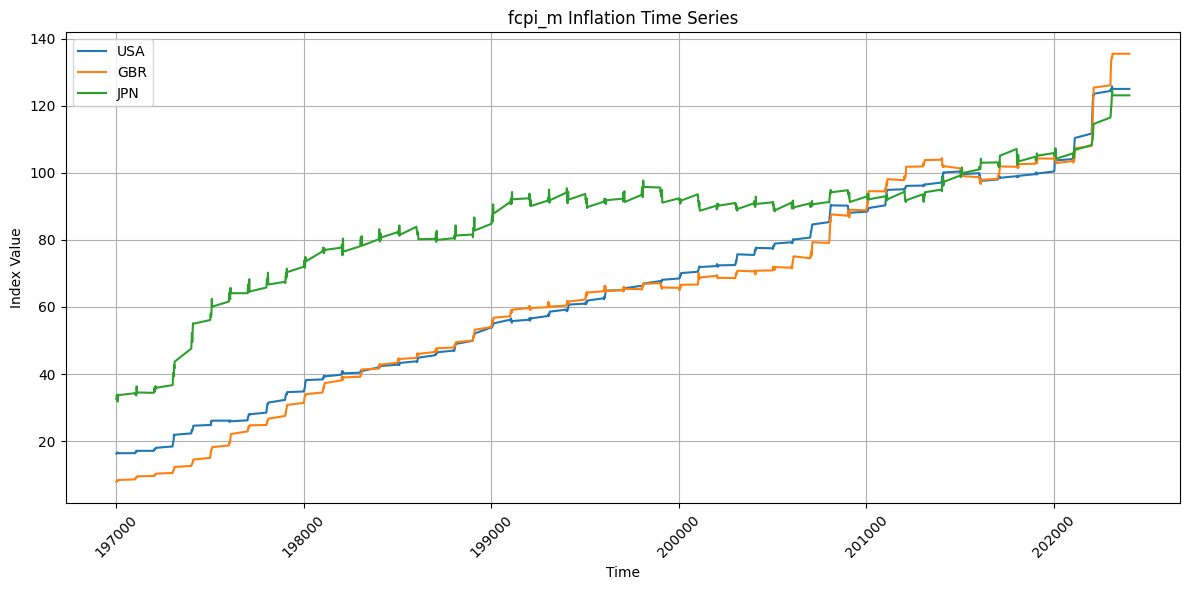 fcpi_m Inflation Time Series
USA
GBR
JPN
Index Value
140
120
100
80
60
40
20
197000
198000
199000
200000
201000
202000
Time